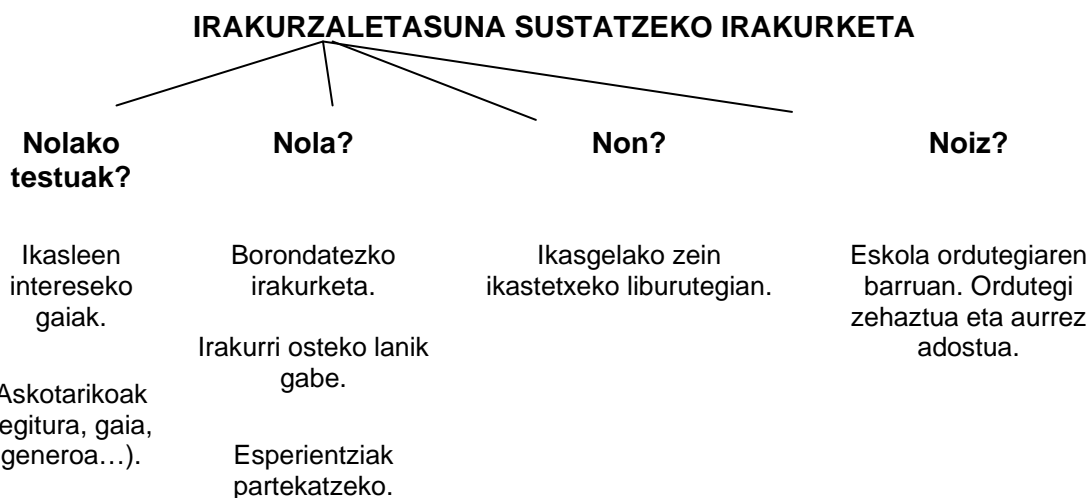 IRAKURZALETASUNA SUSTATZEKO IRAKURKETA
Nolako
testuak?
Ikasleen
intereseko
gaiak.
Askotarikoak
(egitura, gaia,
generoa…).
Nola?
Borondatezko
irakurketa.
Irakurri osteko lanik
gabe.
Esperientziak
partekatzeko.
Non?
Ikasgelako zein
ikastetxeko liburutegian.
Noiz?
Eskola ordutegiaren
barruan. Ordutegi
zehaztua eta aurrez
adostua.